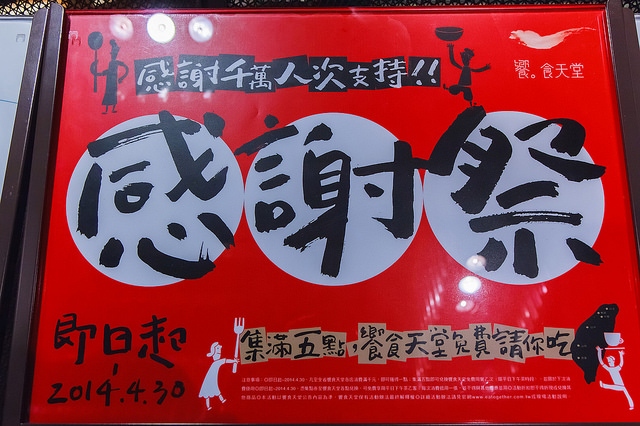 感謝千萬人次支持!!
饗。食天堂
感謝祭
即日起
|
2014.4.30
集滿五點,饗食天堂免費請你吃